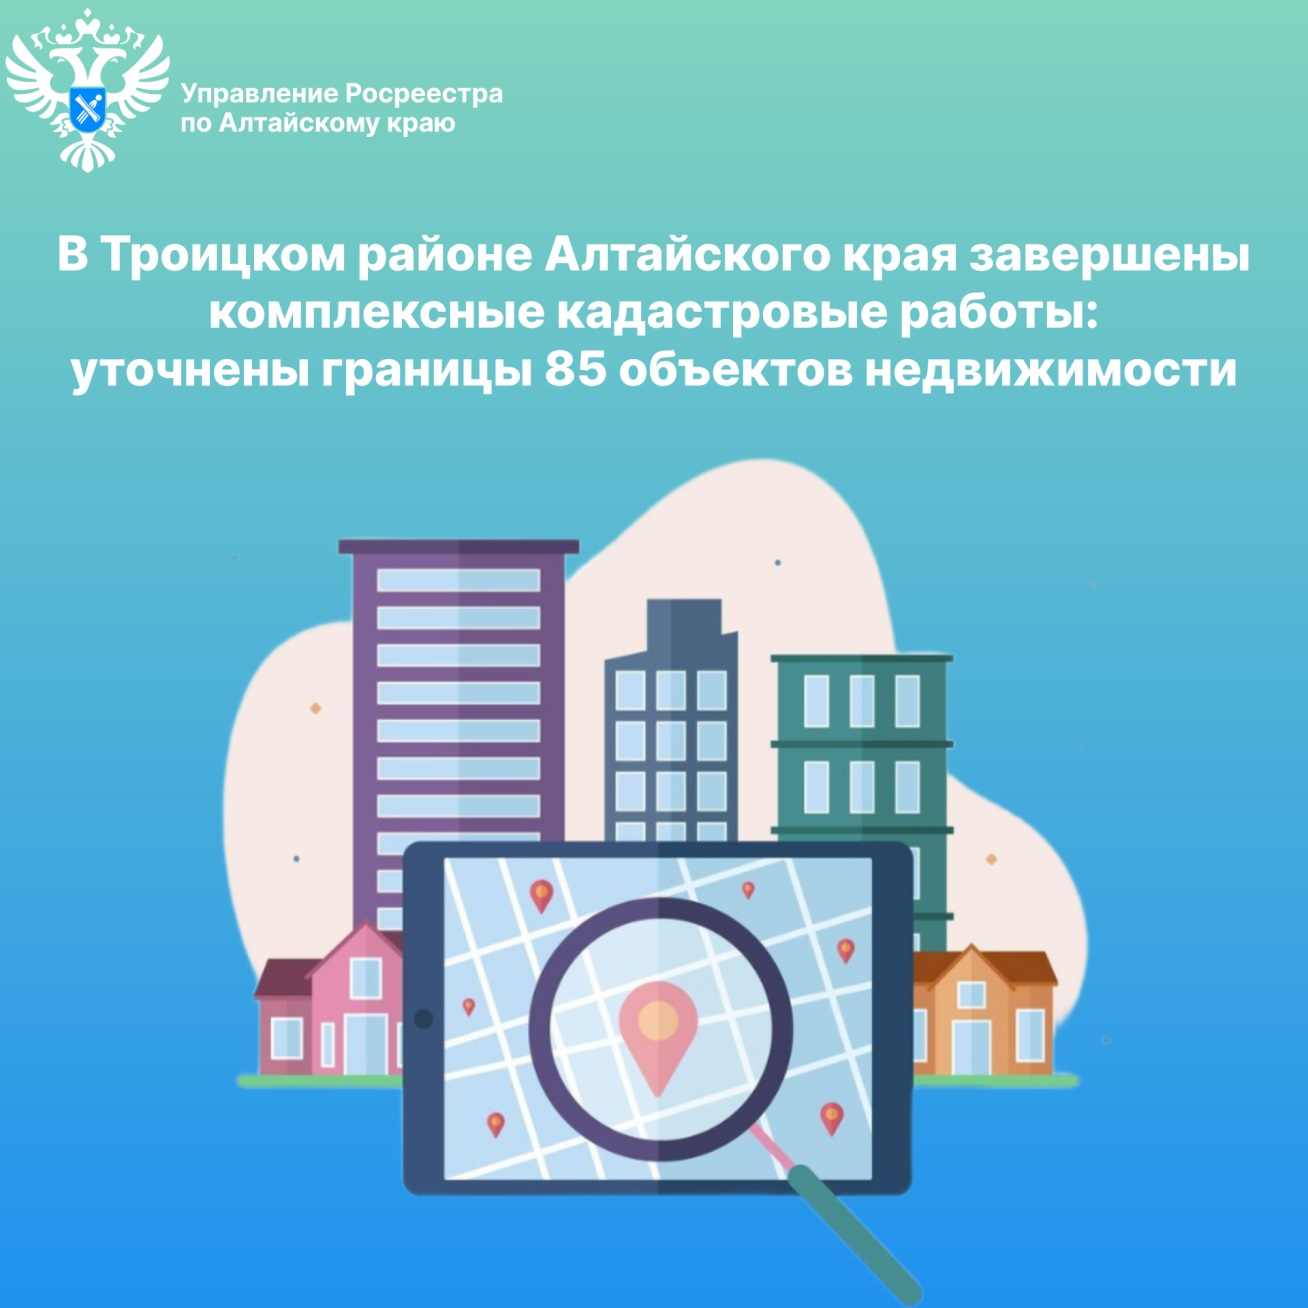 Управление Росреестра
по Алтайскому краю
В Троицком районе Алтайского края завершены
комплексные кадастровые работы:
уточнены границы 85 объектов недвижимости